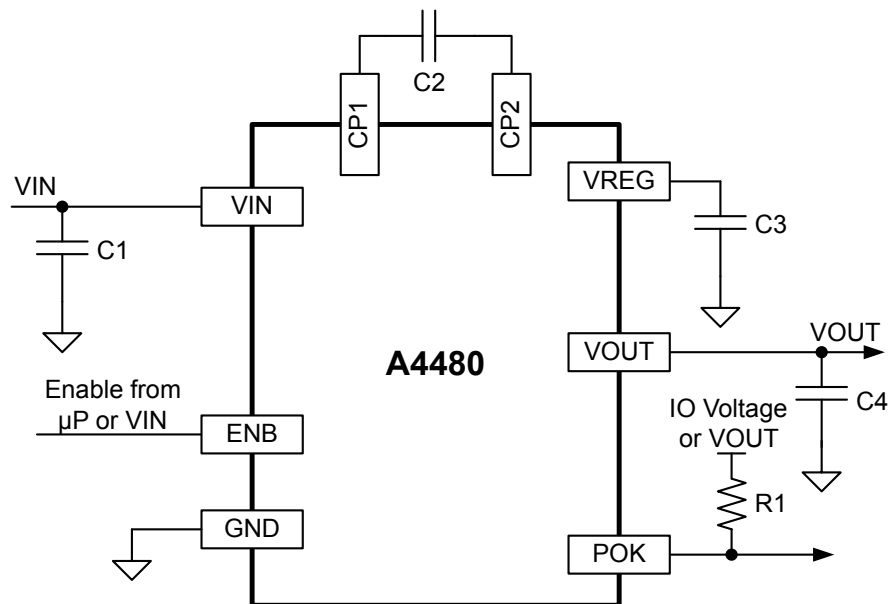 C2
CP1
CP2
VIN
VIN
VREG
C1
C3
A4480
VOUT
VOUT
C4
Enable from
µP or VIN
ENB
IO Voltage
or VOUT
R1
GND
POK